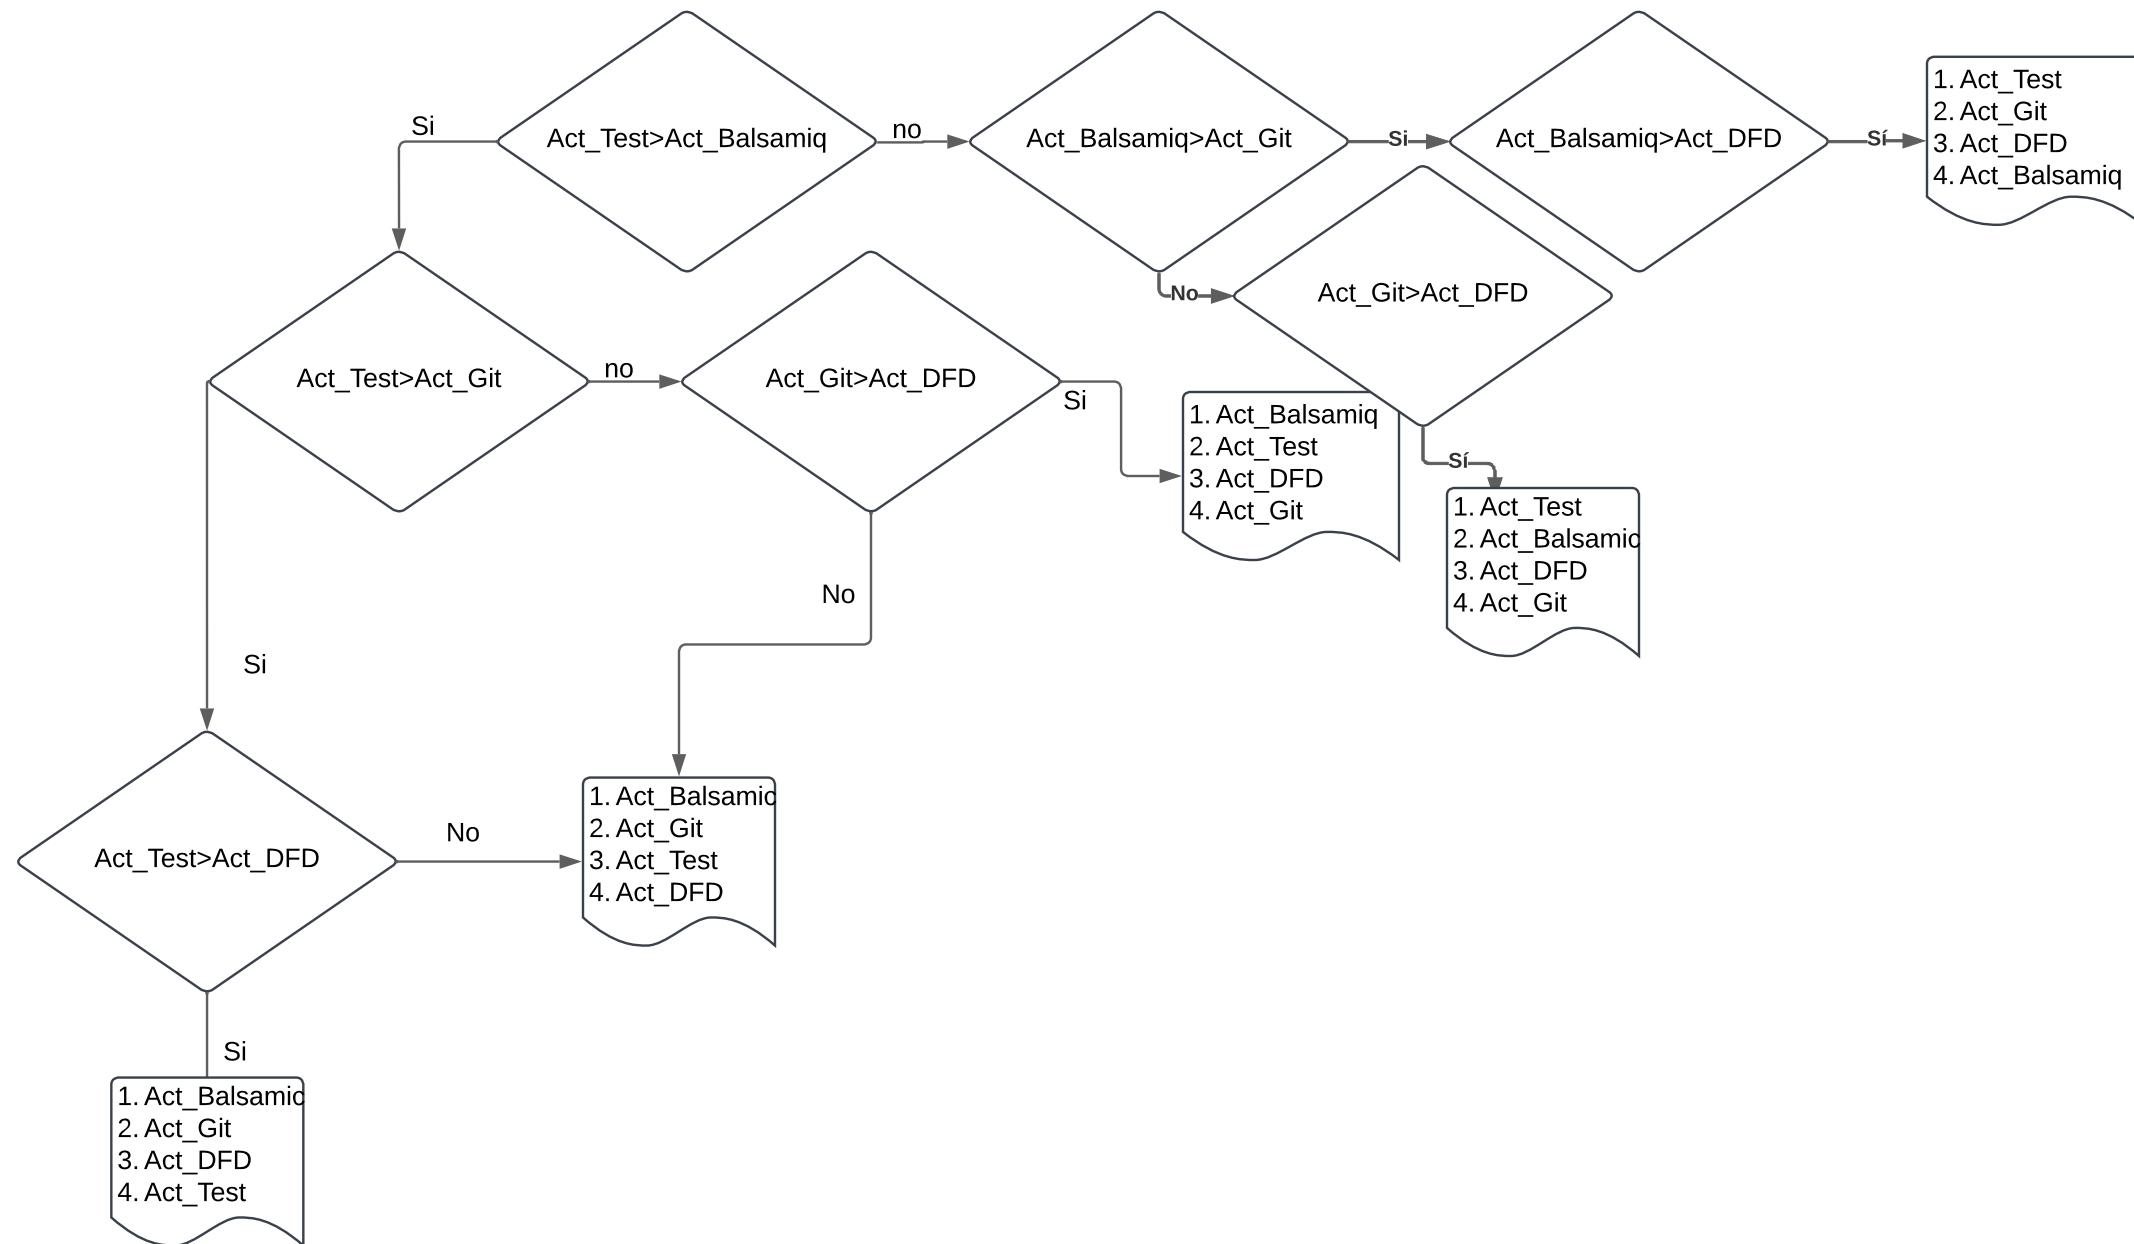 Si
Act_Test>Act_Balsamiq
no
Act_Balsamiq>Act_Git
Si
Act_Balsamiq>Act_DFD
Sí
1. Act_Test
2. Act_Git
3. Act_DFD
4. Act_Balsamiq
No
Act_Git>Act_DFD
Act_Test>Act_Git
no
Act_Git>Act_DFD
Si
1. Act_Balsamiq
2. Act_Test
3. Act_DFD
4. Act_Git
Sí
1. Act_Test
2. Act_Balsamic
3. Act_DFD
4. Act_Git
No
Si
Act_Test>Act_DFD
No
1. Act_Balsamic
2. Act_Git
3. Act_Test
4. Act_DFD
Si
1. Act_Balsamic
2. Act_Git
3. Act_DFD
4. Act_Test